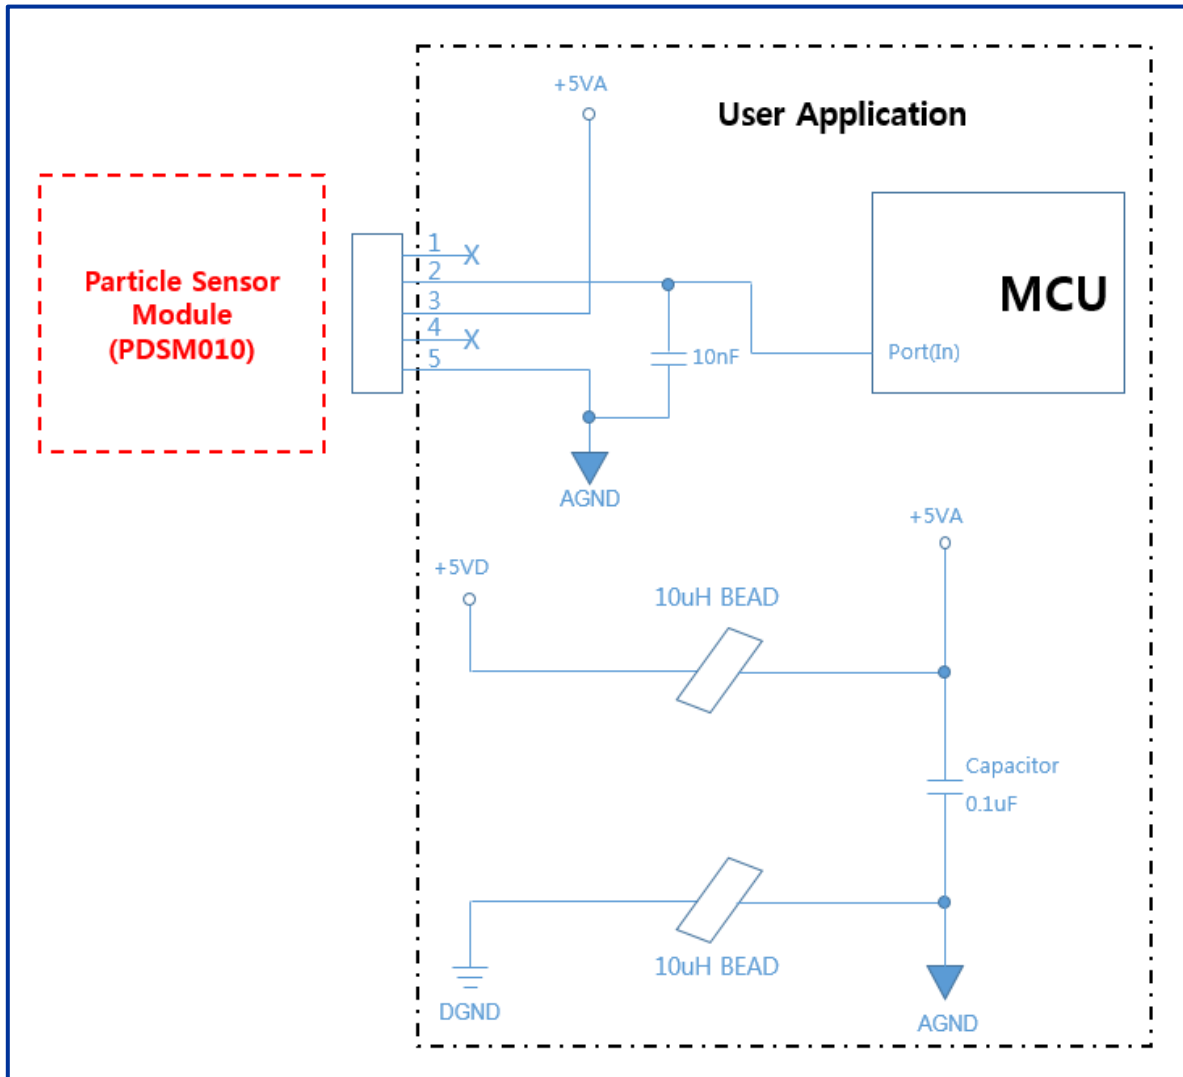 +5VA
User Application
Particle Sensor
Module
(PDSM010)
1
2
3
4
5
X
X
10nF
MCU
Port(In)
AGND
+5VA
+5VD
10uH BEAD
Capacitor
0.1uF
10uH BEAD
DGND
AGND